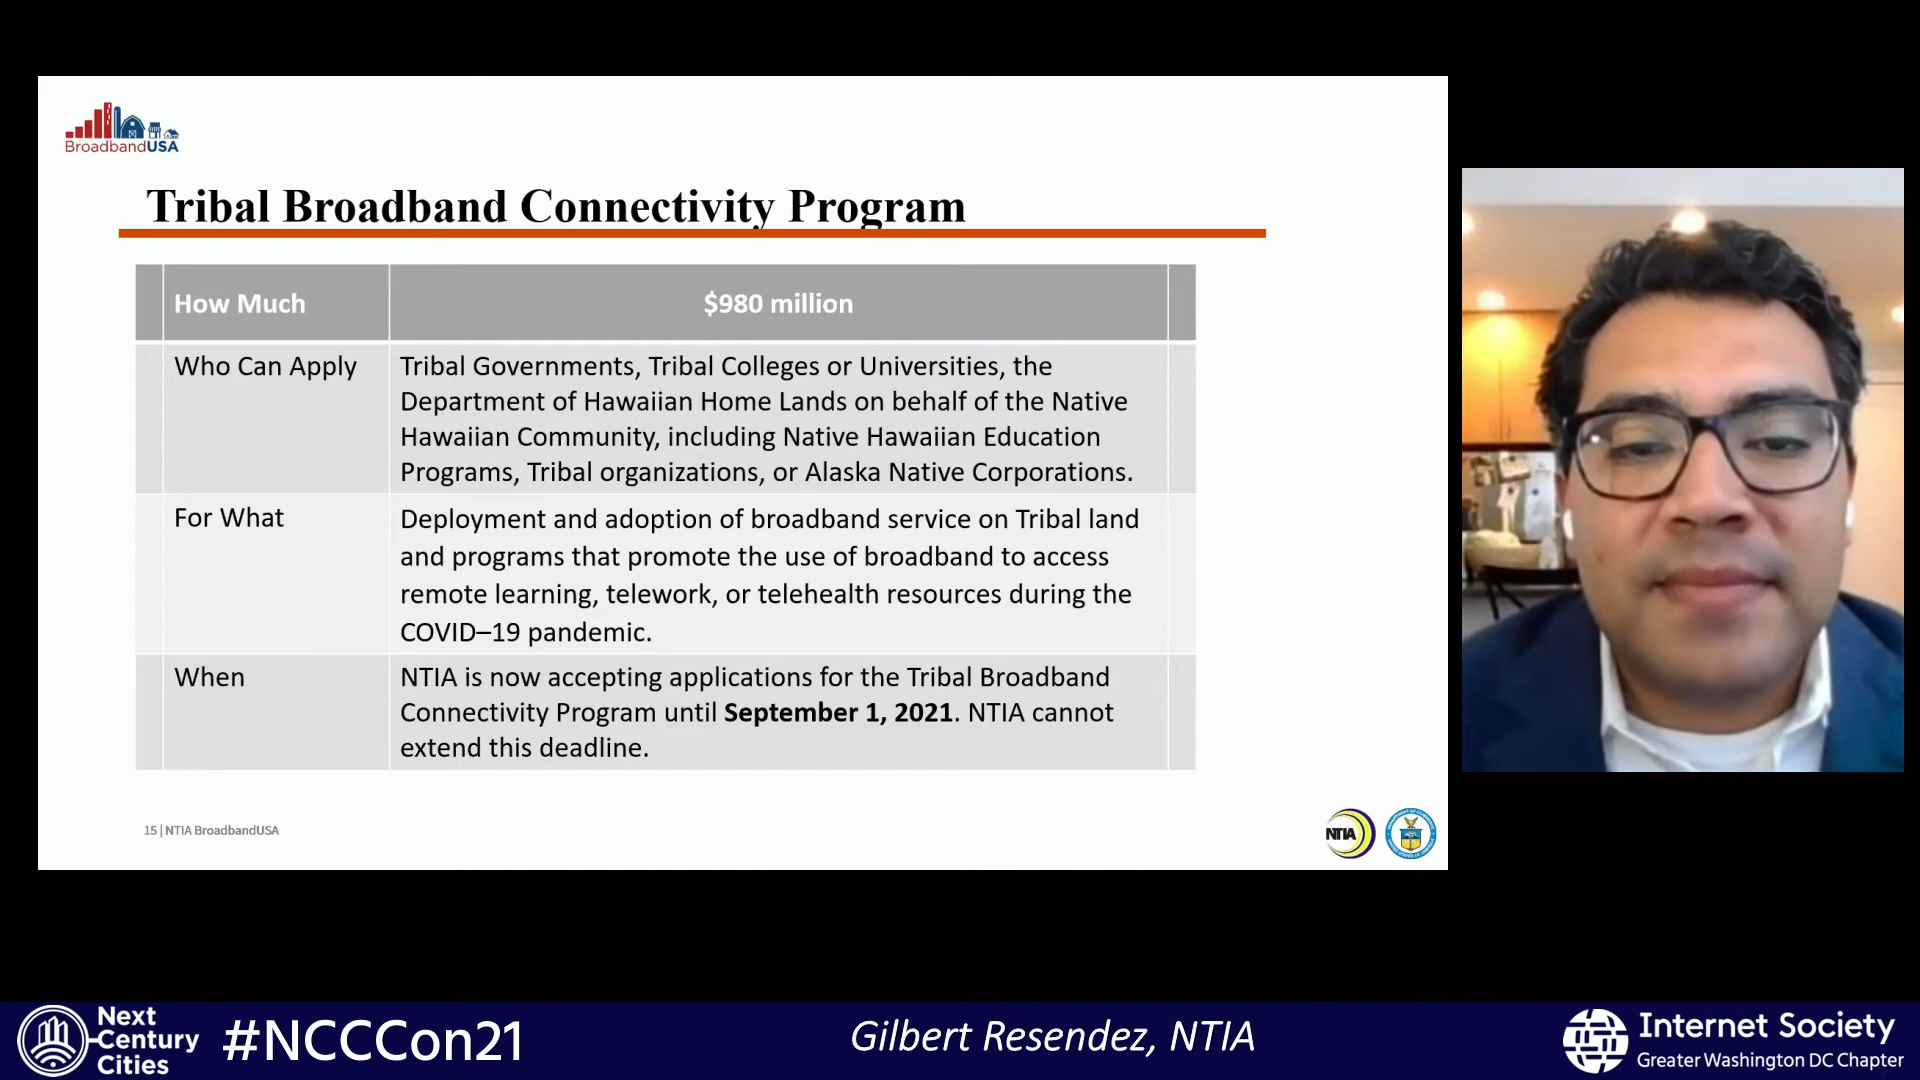 BroadbandUSA
Tribal Broadband Connectivity Program
How Much
$980 million
Who Can Apply
Tribal Governments, Tribal Colleges or Universities, the
Department of Hawaiian Home Lands on behalf of the Native
Hawaiian Community, including Native Hawaiian Education
Programs, Tribal organizations, or Alaska Native Corporations.
For What
Deployment and adoption of broadband service on Tribal land
and programs that promote the use of broadband to access
remote learning, telework, or telehealth resources during the
COVID–19 pandemic.
When
NTIA is now accepting applications for the Tribal Broadband
Connectivity Program until September 1, 2021. NTIA cannot
extend this deadline.
15 | NTIA BroadbandUSA
NTIA
Next
Century
Cities
#NCCCon21
Gilbert Resendez, NTIA
Internet Society
Greater Washington DC Chapter